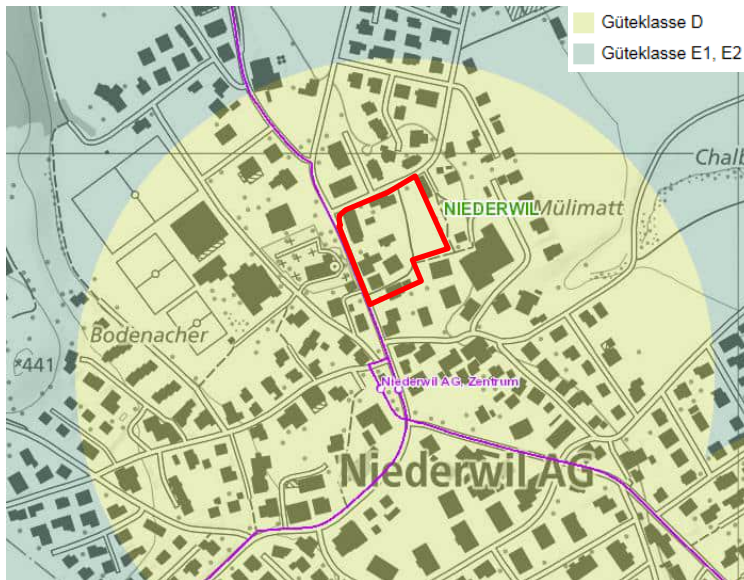 Güteklasse D
Güteklasse E1, E2
Chalb
NIEDERWIL
Mülimatt
Bodenacher
441
Niederwil AG, Zentrum
Niederwil AG